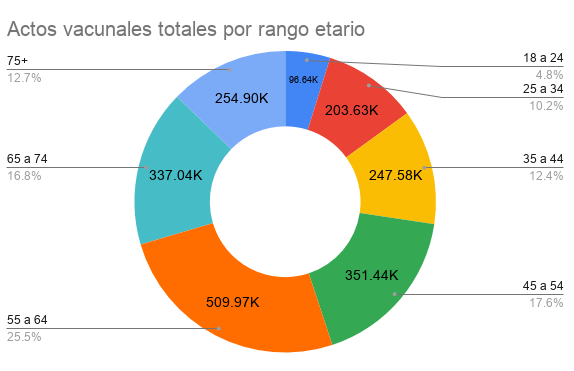 Actos vacunales totales por rango etario
75+
12.7%
18 a 24
4.8%
25 a 34
10.2%
96.64K
254.90K
203.63K
65 a 74
16.8%
337.04K
247.58K
35 a 44
12.4%
351.44K
45 a 54
17.6%
509.97K
55 a 64
25.5%